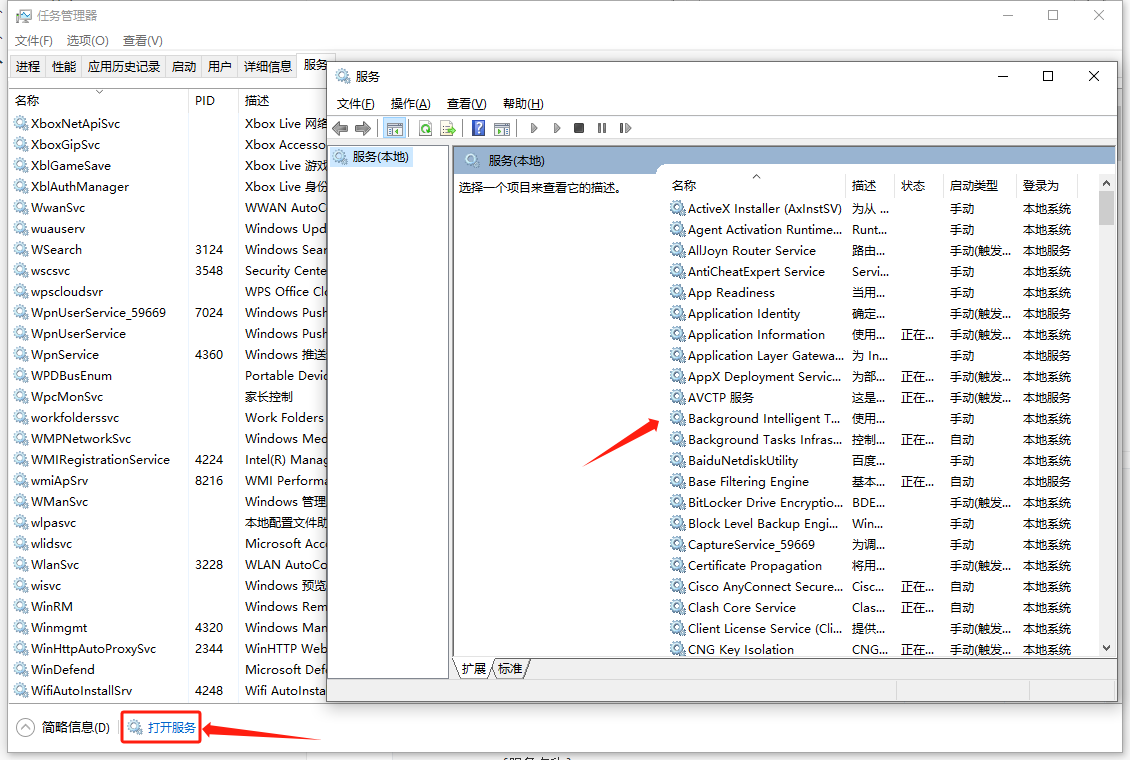 任务管理器
文件(F) 选项(O) 查看(V)
进程 性能 应用历史记录 启动 用户 详细信息 服务
名称 PID 描述
XboxNetApiSvc Xbox Live 网络
XboxGipSvc Xbox Accesso
XblGameSave Xbox Live 游戏
XblAuthManager Xbox Live 身份
WwanSvc WWAN AutoC
wuauserv Windows Upd
WSearch 3124 Windows Sear
wscsvc 3548 Security Cente
wpscloudsvr WPS Office Clo
WpnUserService_59669 7024 Windows Push
WpnUserService Windows Push
WpnService 4360 Windows 推送
WPDBusEnum Portable Devic
WpcMonSvc 家长控制
workfolderssvc Work Folders
WMPNetworkSvc Windows Med
WMIRegistrationService 4224 Intel(R) Manag
wmiApSrv 8216 WMI Performa
WManSvc Windows 管理
wlpasvc 本地配置文件助
wlidsvc Microsoft Acc
WlanSvc 3228 WLAN AutoCo
wisvc Windows 预览
WinRM Windows Rem
Winmgmt 4320 Windows Man
WinHttpAutoProxySvc 2344 WinHTTP Web
WinDefend Microsoft Def
WifiAutoInstallSrv 4248 Wifi AutoInsta
简略信息(D) 打开服务
服务
文件(F) 操作(A) 查看(V) 帮助(H)
服务(本地)
服务(本地)
选择一个项目来查看它的描述。
名称 描述 状态 启动类型 登录为
ActiveX Installer (AxInstSV) 为从 ... 手动 本地系统
Agent Activation Runtime... Runt... 手动 本地系统
AllJoyn Router Service 路由... 手动(触发... 本地服务
AntiCheatExpert Service Servi... 手动 本地系统
App Readiness 当用... 手动 本地系统
Application Identity 确定... 手动(触发... 本地服务
Application Information 使用... 正在... 手动(触发... 本地系统
Application Layer Gatewa... 为 In... 手动 本地服务
AppX Deployment Servic... 为部... 正在... 手动(触发... 本地系统
AVCTP 服务 这是... 正在... 手动(触发... 本地服务
Background Intelligent T... 使用... 手动 本地系统
Background Tasks Infras... 控制... 正在... 自动 本地系统
BaiduNetdiskUtility 百度... 手动 本地系统
Base Filtering Engine 基本... 正在... 自动 本地服务
BitLocker Drive Encryptio... BDE... 手动(触发... 本地系统
Block Level Backup Engi... Win... 手动 本地系统
CaptureService_59669 为调... 手动 本地系统
Certificate Propagation 将用... 手动(触发... 本地系统
Cisco AnyConnect Secure... Cisc... 正在... 自动 本地系统
Clash Core Service Clas... 正在... 自动 本地系统
Client License Service (Cli... 提供... 手动(触发... 本地系统
CNG Key Isolation CNG... 正在... 手动(触发... 本地系统
扩展 标准